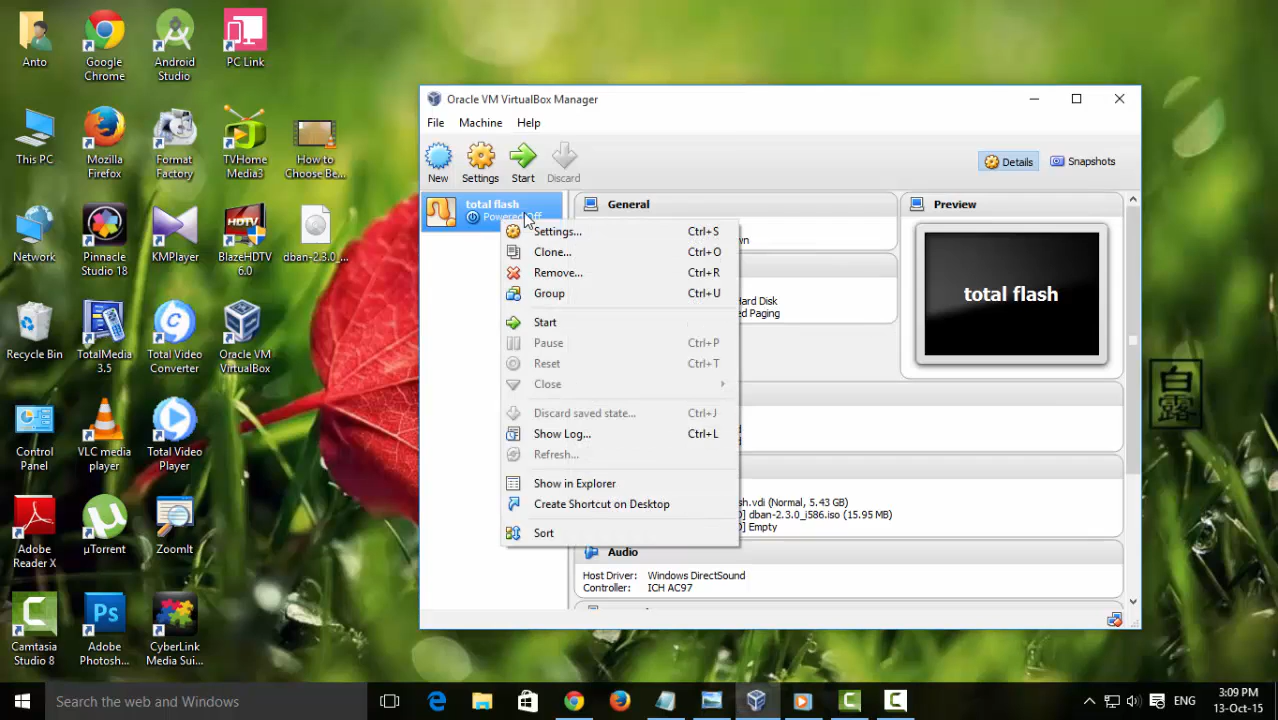 Anto
Google Chrome
Android Studio
PC Link
This PC
Mozilla Firefox
Format Factory
TVHome Media3
How to Choose Be...
Network
Pinnacle Studio 18
KMPlayer
HDTV
BlazeHDTV 6.0
dban-2.3.0_...
Recycle Bin
TotalMedia 3.5
Total Video Converter
Oracle VM VirtualBox
Control Panel
VLC media player
Total Video Player
Adobe Reader X
µTorrent
ZoomIt
Camtasia Studio 8
Ps
Adobe Photosh...
CyberLink Media Sui...
Oracle VM VirtualBox Manager
File Machine Help
New Settings Start Discard
Details Snapshots
total flash
Powered Off
General
Preview
total flash
Settings... Ctrl+S
Clone... Ctrl+O
Remove... Ctrl+R
Group Ctrl+U
Start
Pause Ctrl+P
Reset Ctrl+T
Close
Discard saved state... Ctrl+J
Show Log... Ctrl+L
Refresh...
Show in Explorer
Create Shortcut on Desktop
Sort
Hard Disk
ed Paging
sh.vdi (Normal, 5.43 GB)
] dban-2.3.0_i586.iso (15.95 MB)
] Empty
Audio
Host Driver: Windows DirectSound
Controller: ICH AC97
白露
Search the web and Windows
ENG
3:09 PM
13-Oct-15